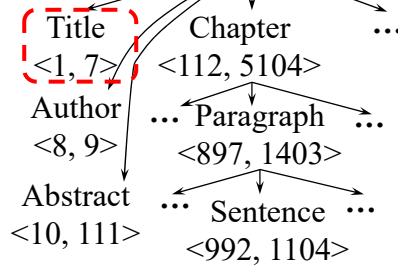 Title
<1, 7>
Chapter
<112, 5104>
...
Author
<8, 9>
... Paragraph ...
<897, 1403>
Abstract
<10, 111>
... Sentence ...
<992, 1104>